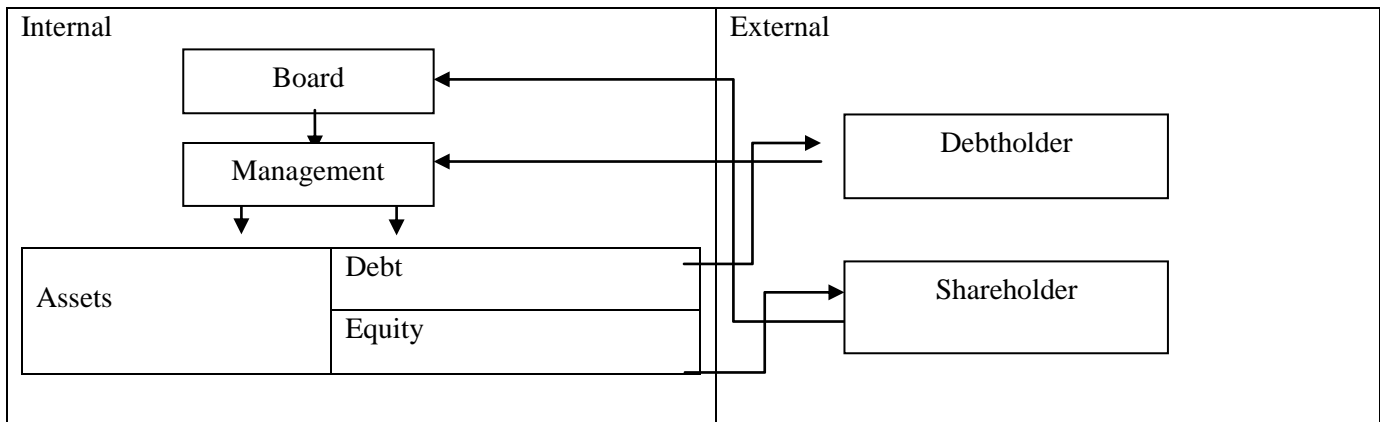 Internal
External
Board
Management
Debtholder
Assets
Debt
Equity
Shareholder